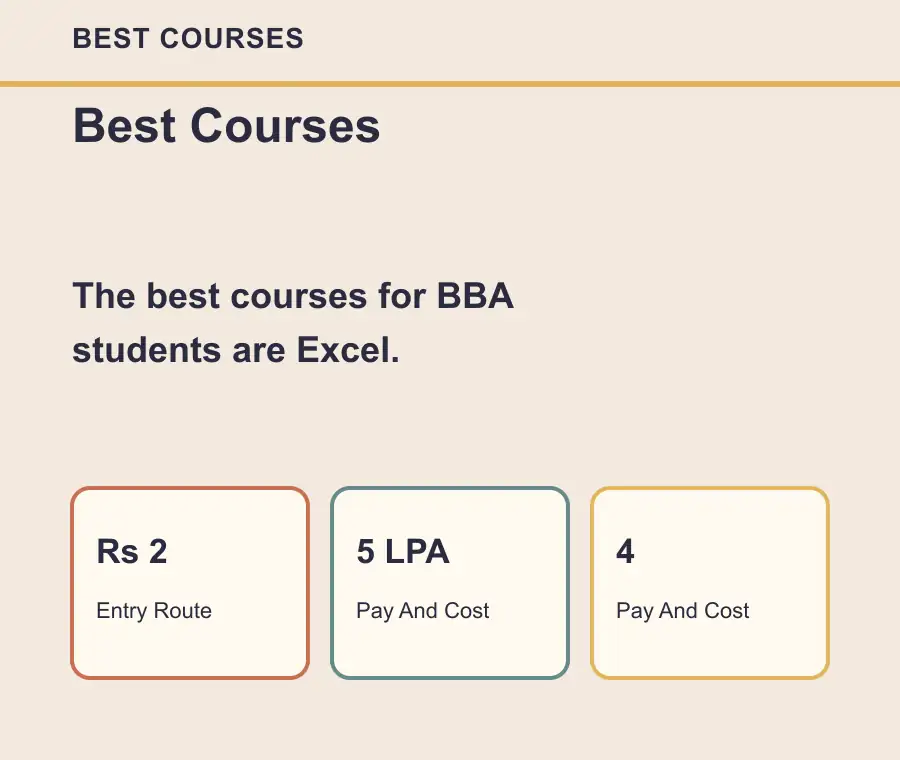 BEST COURSES
Best Courses
The best courses for BBA
students are Excel.
Rs 2
Entry Route
5 LPA
Pay And Cost
4
Pay And Cost